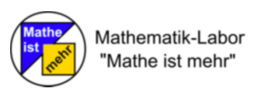 Mathe
ist
mehr
Mathematik-Labor
"Mathe ist mehr"